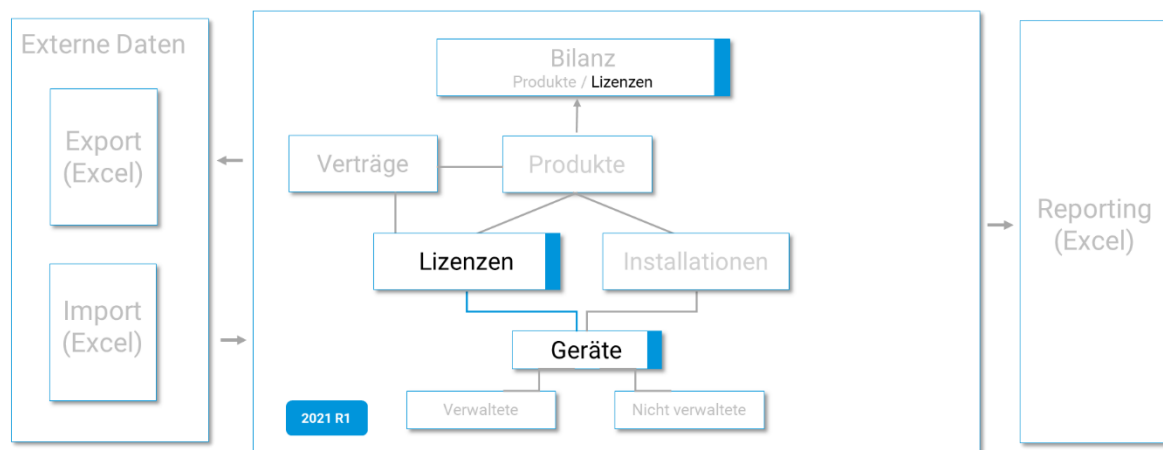 Externe Daten
Export
(Excel)
Import
(Excel)
Bilanz
Produkte / Lizenzen
Verträge
Produkte
Lizenzen
Installationen
Geräte
Verwaltete
Nicht verwaltete
2021 R1
Reporting
(Excel)